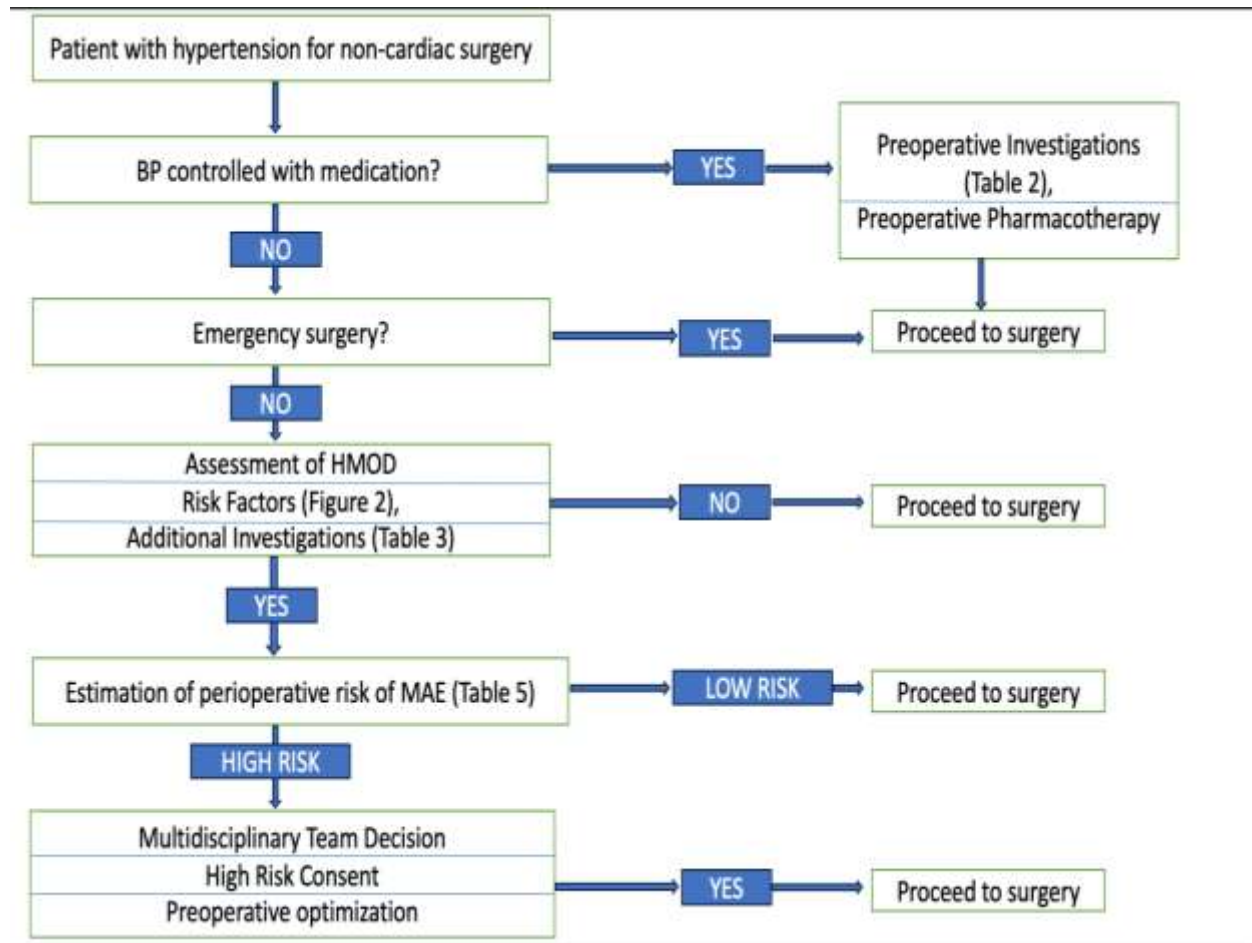 Patient with hypertension for non-cardiac surgery
BP controlled with medication?
YES
Preoperative Investigations
(Table 2),
Preoperative Pharmacotherapy
NO
Emergency surgery?
YES
Proceed to surgery
NO
Assessment of HMOD
Risk Factors (Figure 2),
Additional Investigations (Table 3)
NO
Proceed to surgery
YES
Estimation of perioperative risk of MAE (Table 5)
LOW RISK
Proceed to surgery
HIGH RISK
Multidisciplinary Team Decision
High Risk Consent
Preoperative optimization
YES
Proceed to surgery